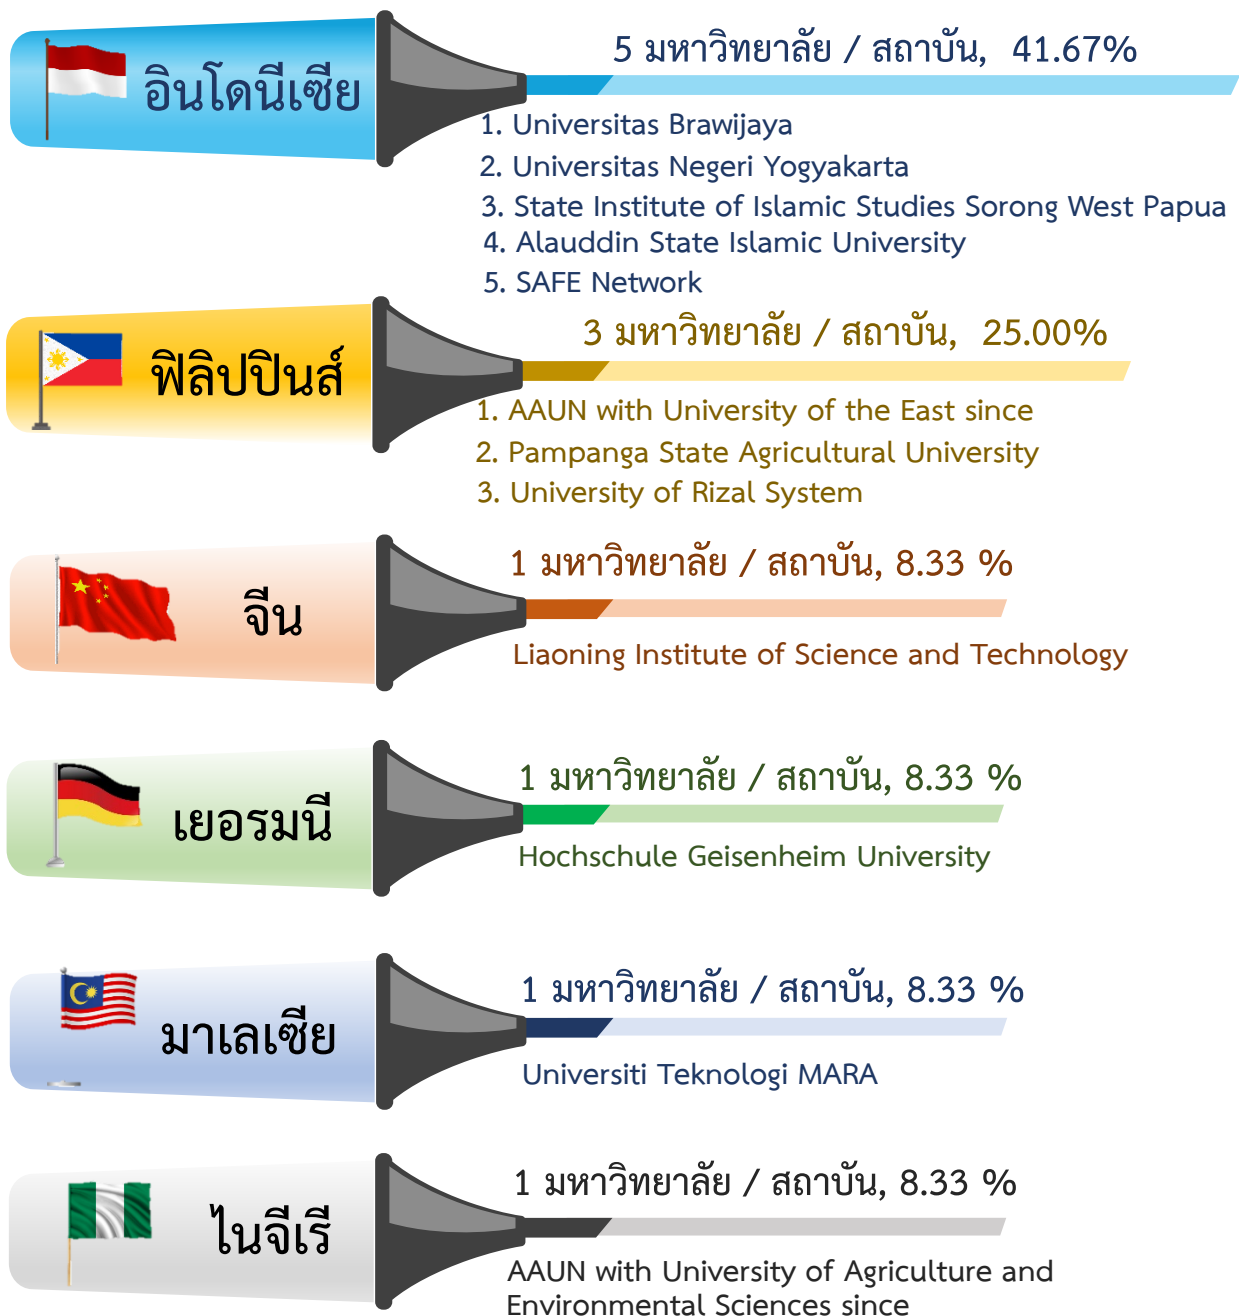 อินโดนีเซีย
5 มหาวิทยาลัย / สถาบัน, 41.67%
1. Universitas Brawijaya
2. Universitas Negeri Yogyakarta
3. State Institute of Islamic Studies Sorong West Papua
4. Alauddin State Islamic University
5. SAFE Network
ฟิลิปปินส์
3 มหาวิทยาลัย / สถาบัน, 25.00%
1. AAUN with University of the East since
2. Pampanga State Agricultural University
3. University of Rizal System
จีน
1 มหาวิทยาลัย / สถาบัน, 8.33 %
Liaoning Institute of Science and Technology
เยอรมนี
1 มหาวิทยาลัย / สถาบัน, 8.33 %
Hochschule Geisenheim University
มาเลเซีย
1 มหาวิทยาลัย / สถาบัน, 8.33 %
Universiti Teknologi MARA
ไนจีเรี
1 มหาวิทยาลัย / สถาบัน, 8.33 %
AAUN with University of Agriculture and
Environmental Sciences since